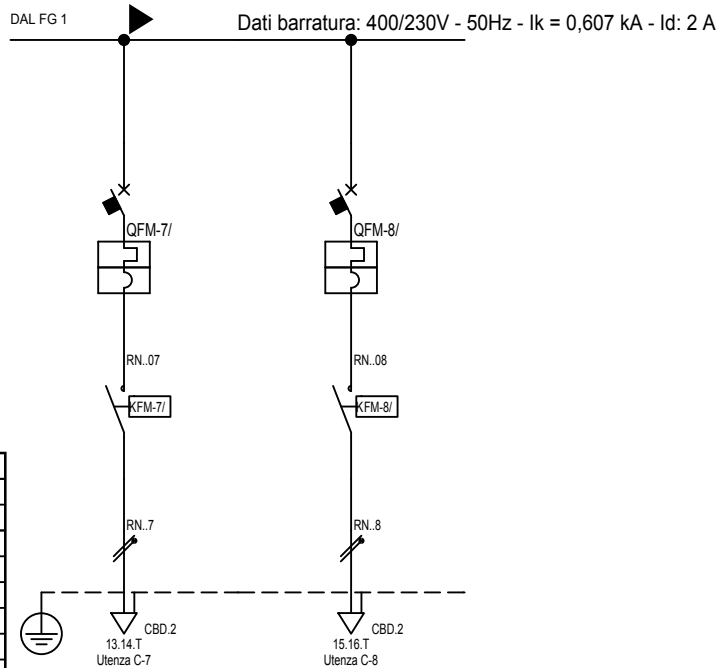 DAL FG 1
Dati barratura: 400/230V - 50Hz - Ik = 0,607 kA - Id: 2 A
QFM-7/
QFM-8/
RN..07
RN..08
KFM-7/
KFM-8/
RN..7
RN..8
CBD.2
CBD.2
13.14.T
15.16.T
Utenza C-7
Utenza C-8